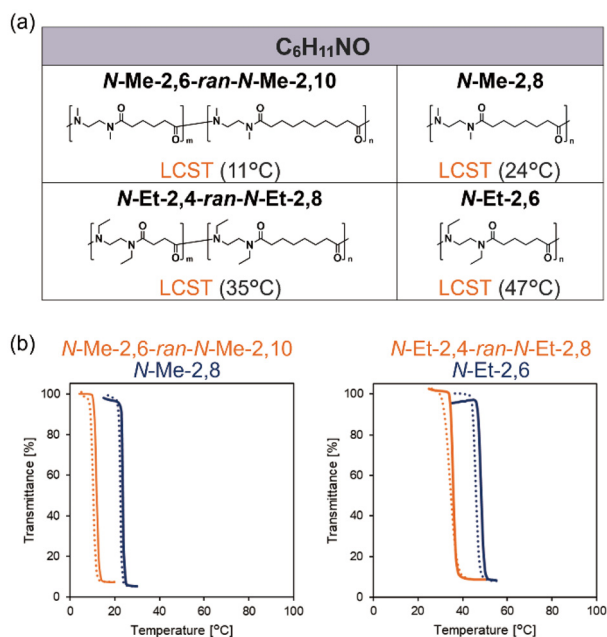 (a)
C₆H₁₁NO
N-Me-2,6-ran-N-Me-2,10
N-Me-2,8
LCST (11°C)
LCST (24°C)
N-Et-2,4-ran-N-Et-2,8
N-Et-2,6
LCST (35°C)
LCST (47°C)
(b)
N-Me-2,6-ran-N-Me-2,10
N-Me-2,8
Transmittance [%]
100
80
60
40
20
0
0 20 40 60 80 100
Temperature [°C]
N-Et-2,4-ran-N-Et-2,8
N-Et-2,6
Transmittance [%]
100
80
60
40
20
0
0 20 40 60 80 100
Temperature [°C]